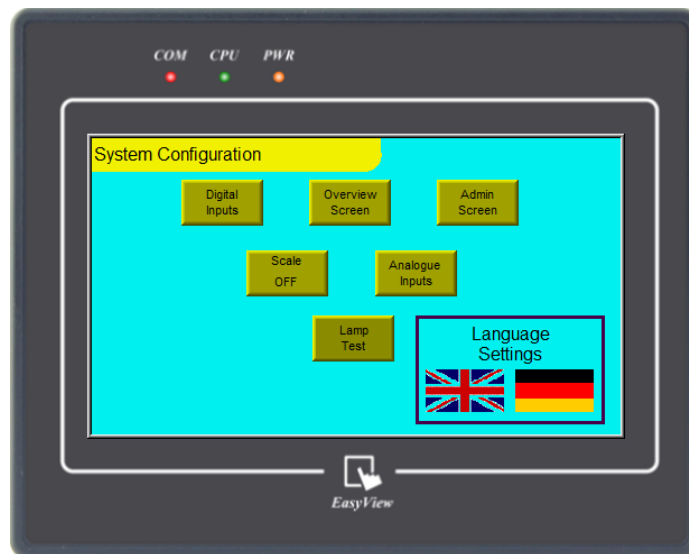 COM CPU PWR
System Configuration
Digital
Inputs
Overview
Screen
Admin
Screen
Scale
OFF
Analogue
Inputs
Lamp
Test
Language
Settings
EasyView